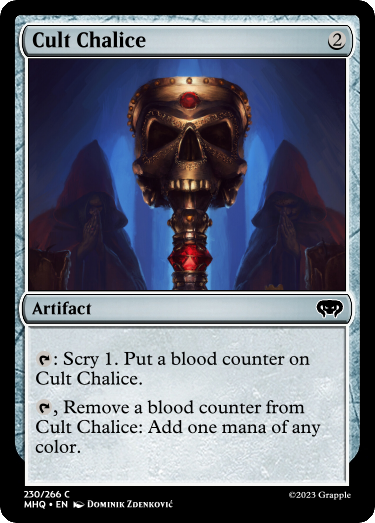 Cult Chalice 2
Artifact
: Scry 1. Put a blood counter on
Cult Chalice.
, Remove a blood counter from
Cult Chalice: Add one mana of any
color.
230/266 C
MHQ • EN DOMINIK ZDENKOVIĆ
©2023 Grapple